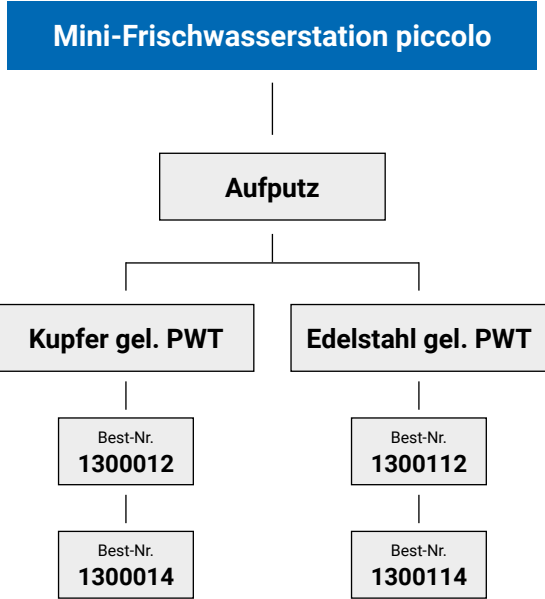 Mini-Frischwasserstation piccolo
Aufputz
Kupfer gel. PWT
Edelstahl gel. PWT
Best-Nr.
1300012
Best-Nr.
1300112
Best-Nr.
1300014
Best-Nr.
1300114